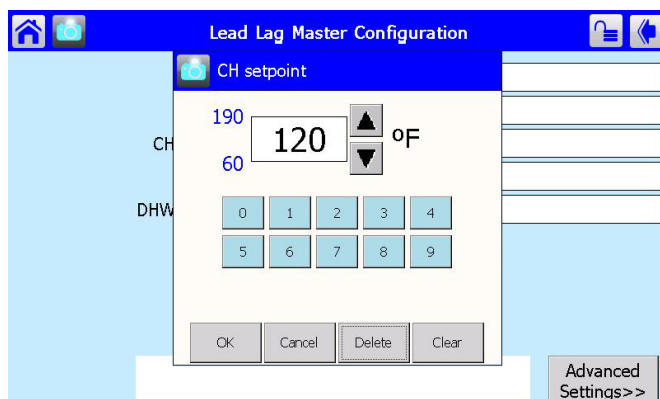 Lead Lag Master Configuration
CH setpoint
190
120 ºF
60
CH
DHW
0 1 2 3 4
5 6 7 8 9
OK Cancel Delete Clear
Advanced
Settings>>